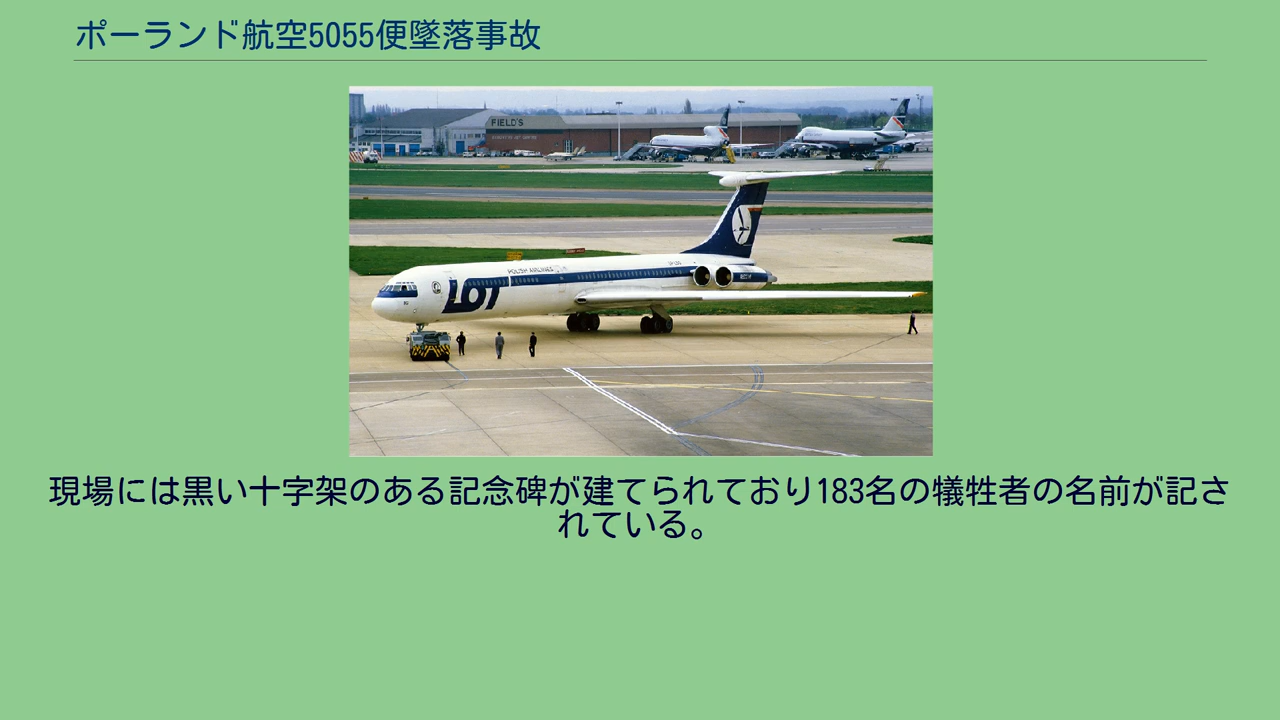 ポーランド航空5055便墜落事故
FIELD'S
POLISH AIRLINES
LOT
現場には黒い十字架のある記念碑が建てられており183名の犠牲者の名前が記さ
れている。